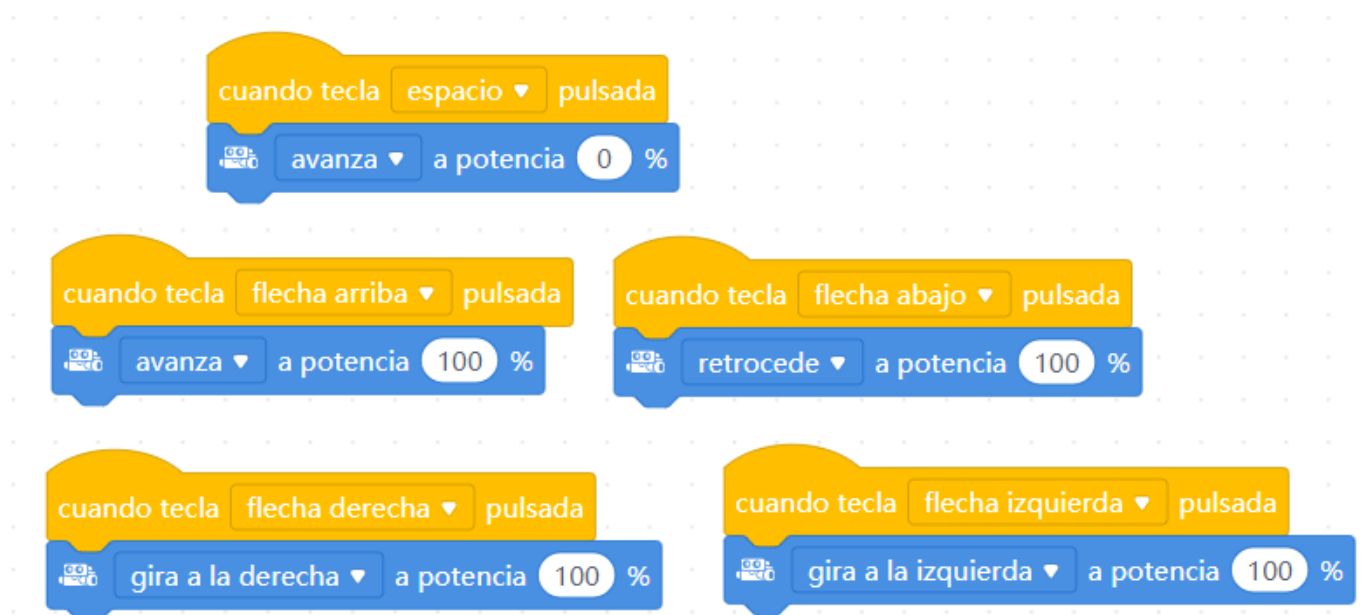 cuando tecla espacio pulsada
avanza a potencia 0 %
cuando tecla flecha arriba pulsada
avanza a potencia 100 %
cuando tecla flecha abajo pulsada
retrocede a potencia 100 %
cuando tecla flecha derecha pulsada
gira a la derecha a potencia 100 %
cuando tecla flecha izquierda pulsada
gira a la izquierda a potencia 100 %